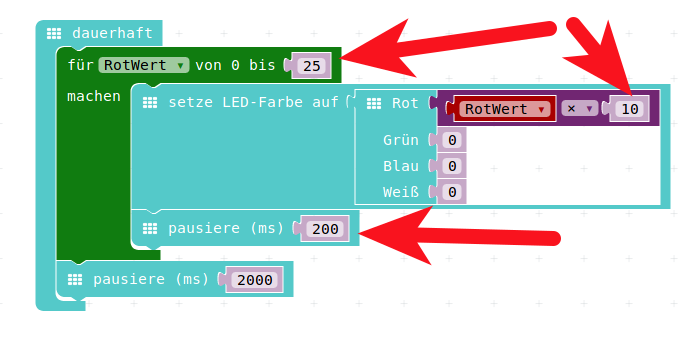 dauerhaft
für RotWert von 0 bis 25
machen setze LED-Farbe auf Rot RotWert × 10
Grün 0
Blau 0
Weiß 0
pausiere (ms) 200
pausiere (ms) 2000